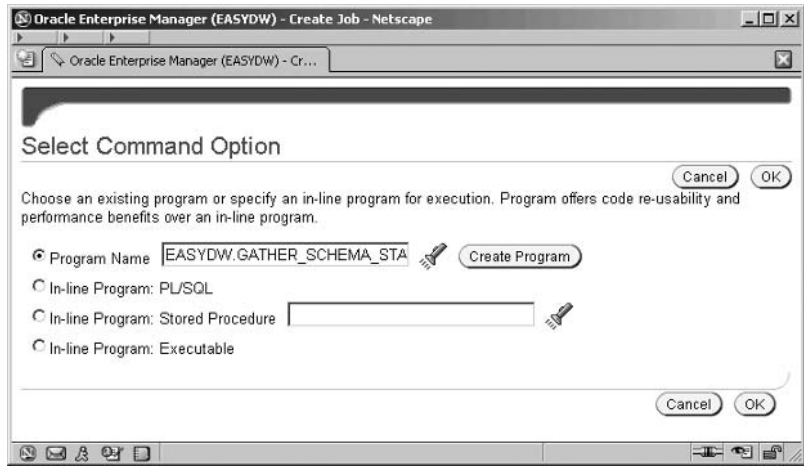 Oracle Enterprise Manager (EASYDW) - Create Job - Netscape
Oracle Enterprise Manager (EASYDW) - Cr...
Select Command Option
Cancel OK
Choose an existing program or specify an in-line program for execution. Program offers code re-usability and
performance benefits over an in-line program.
Program Name EASYDW.GATHER_SCHEMA_STA Create Program
In-line Program: PL/SQL
In-line Program: Stored Procedure
In-line Program: Executable
Cancel OK